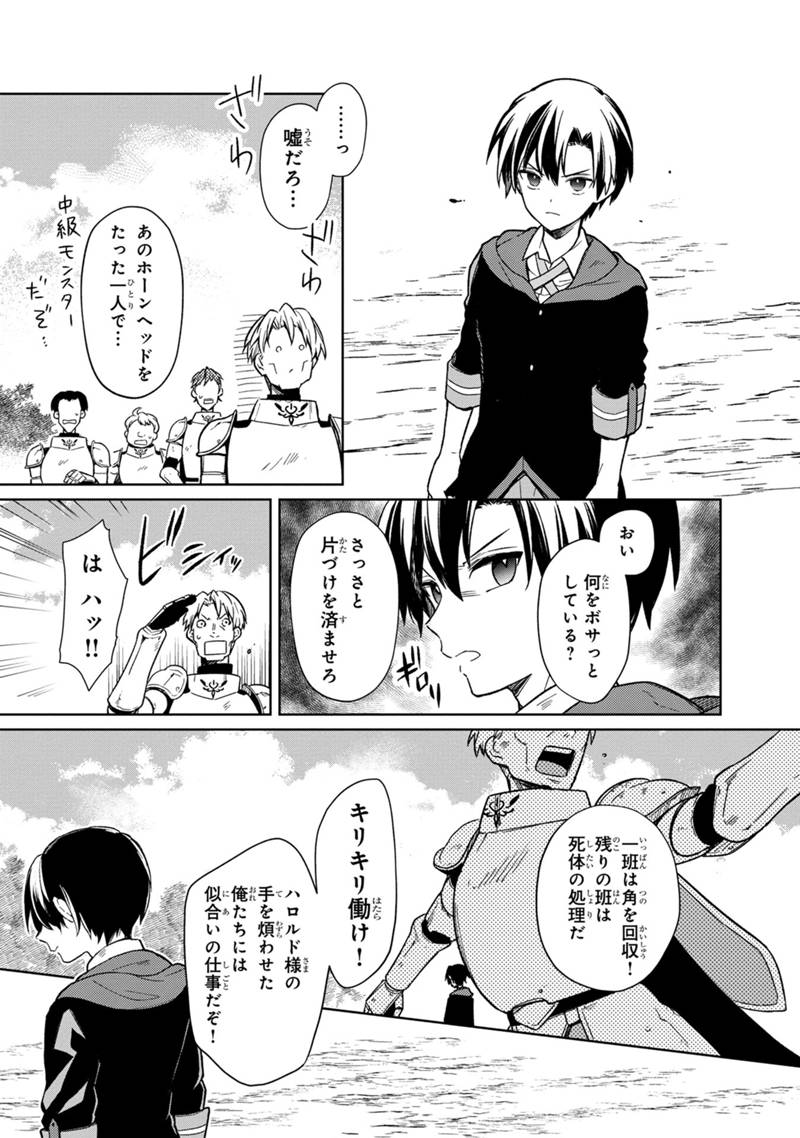 ……っ
嘘だろ…
ざわ
ざわ
あのホーンヘッドを
たった一人で…
中級モンスター
だぞ…
おい
何をボサっと
している？
さっさと
片づけを済ませろ
ギロッ
ビシィッ
は ハッ!!
一班は角を回収！
残りの班は
死体の処理だ
キリキリ働け！
ハロルド様の
手を煩わせた
俺たちには
似合いの仕事だぞ！